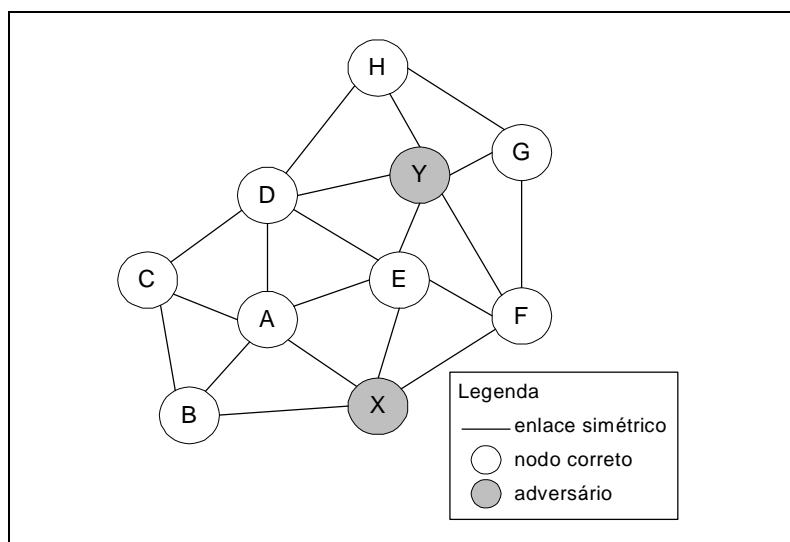 H
G
Y
D
C
E
A
F
B
X
Legenda
enlace simétrico
nodo correto
adversário